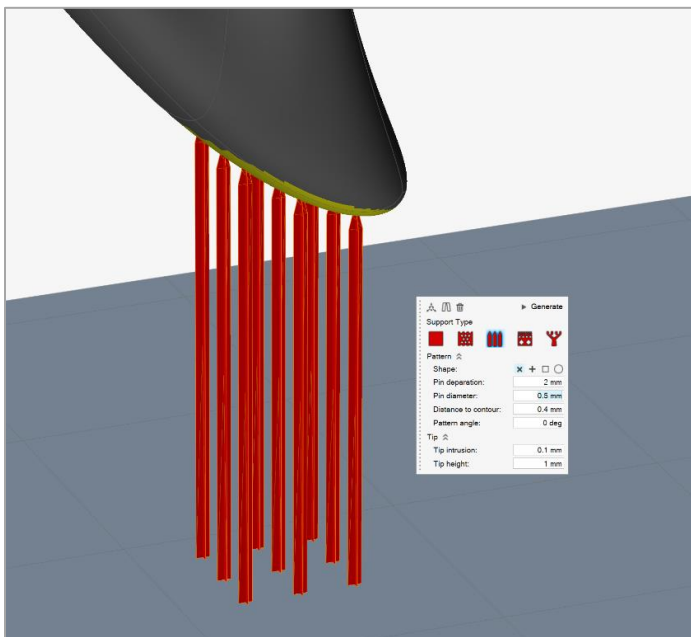 Generate
Support Type
Pattern
Shape:
Pin deparation: 2 mm
Pin diameter: 0.5 mm
Distance to contour: 0.4 mm
Pattern angle: 0 deg
Tip
Tip intrusion: 0.1 mm
Tip height: 1 mm